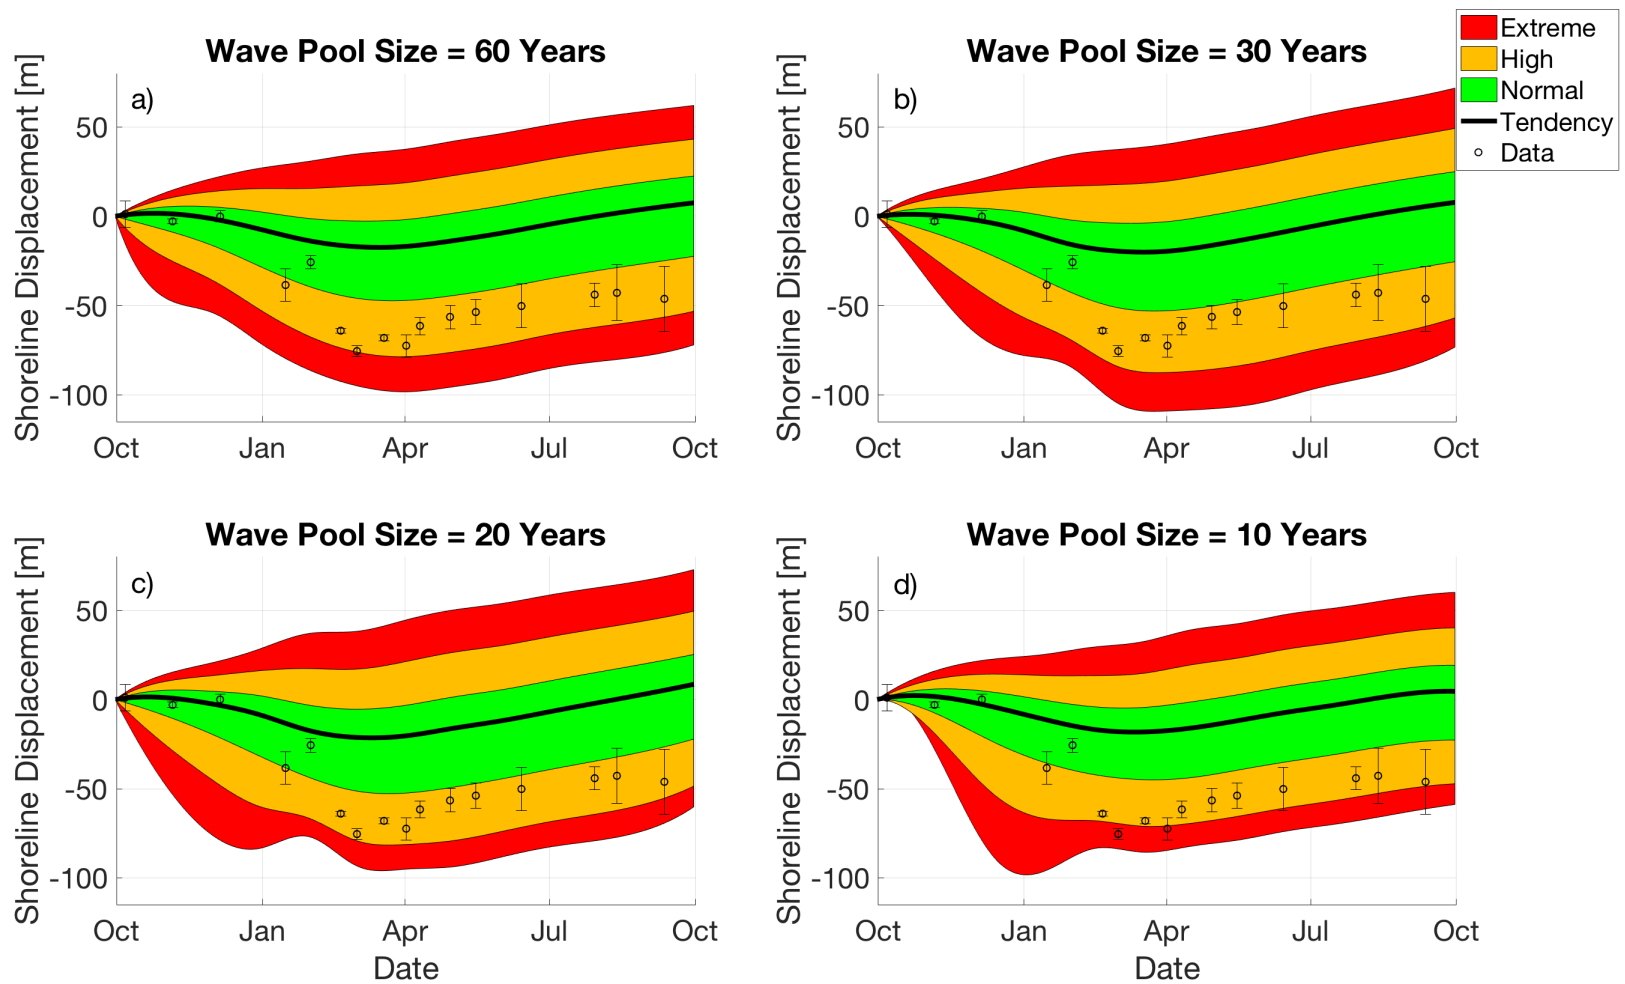 Wave Pool Size = 60 Years
Wave Pool Size = 30 Years
Extreme
High
Normal
Tendency
Data
a)
b)
Shoreline Displacement [m]
50
0
-50
-100
Oct Jan Apr Jul Oct
Shoreline Displacement [m]
50
0
-50
-100
Oct Jan Apr Jul Oct
Wave Pool Size = 20 Years
Wave Pool Size = 10 Years
c)
d)
Shoreline Displacement [m]
50
0
-50
-100
Oct Jan Apr Jul Oct
Date
Shoreline Displacement [m]
50
0
-50
-100
Oct Jan Apr Jul Oct
Date